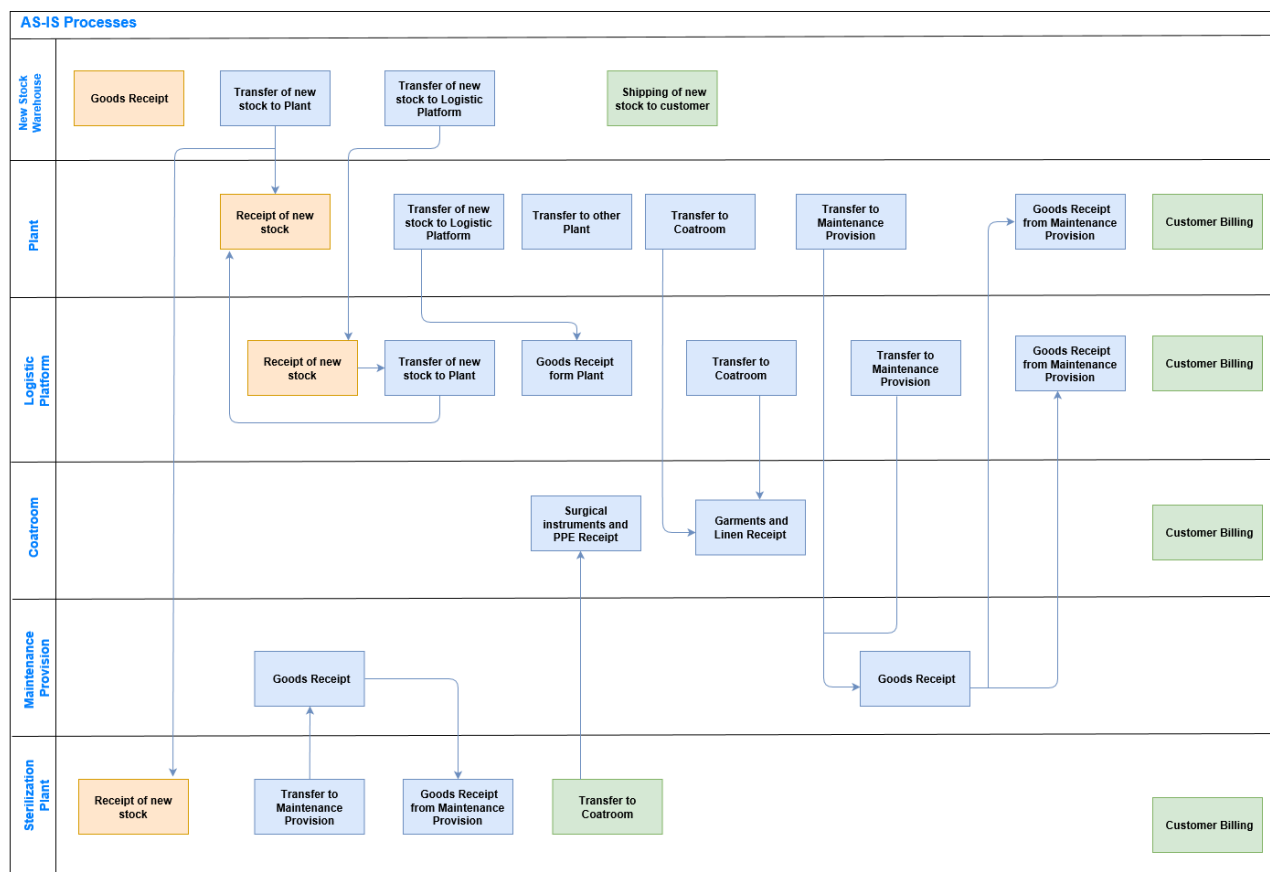 AS-IS Processes
New Stock
Warehouse
Goods Receipt
Transfer of new
stock to Plant
Transfer of new
stock to Logistic
Platform
Shipping of new
stock to customer
Plant
Receipt of new
stock
Transfer of new
stock to Logistic
Platform
Transfer to other
Plant
Transfer to
Coatroom
Transfer to
Maintenance
Provision
Goods Receipt
from Maintenance
Provision
Customer Billing
Logistic
Platform
Receipt of new
stock
Transfer of new
stock to Plant
Goods Receipt
form Plant
Transfer to
Coatroom
Transfer to
Maintenance
Provision
Goods Receipt
from Maintenance
Provision
Customer Billing
Coatroom
Surgical
instruments and
PPE Receipt
Garments and
Linen Receipt
Customer Billing
Maintenance
Provision
Goods Receipt
Goods Receipt
Sterilization
Plant
Receipt of new
stock
Transfer to
Maintenance
Provision
Goods Receipt
from Maintenance
Provision
Transfer to
Coatroom
Customer Billing